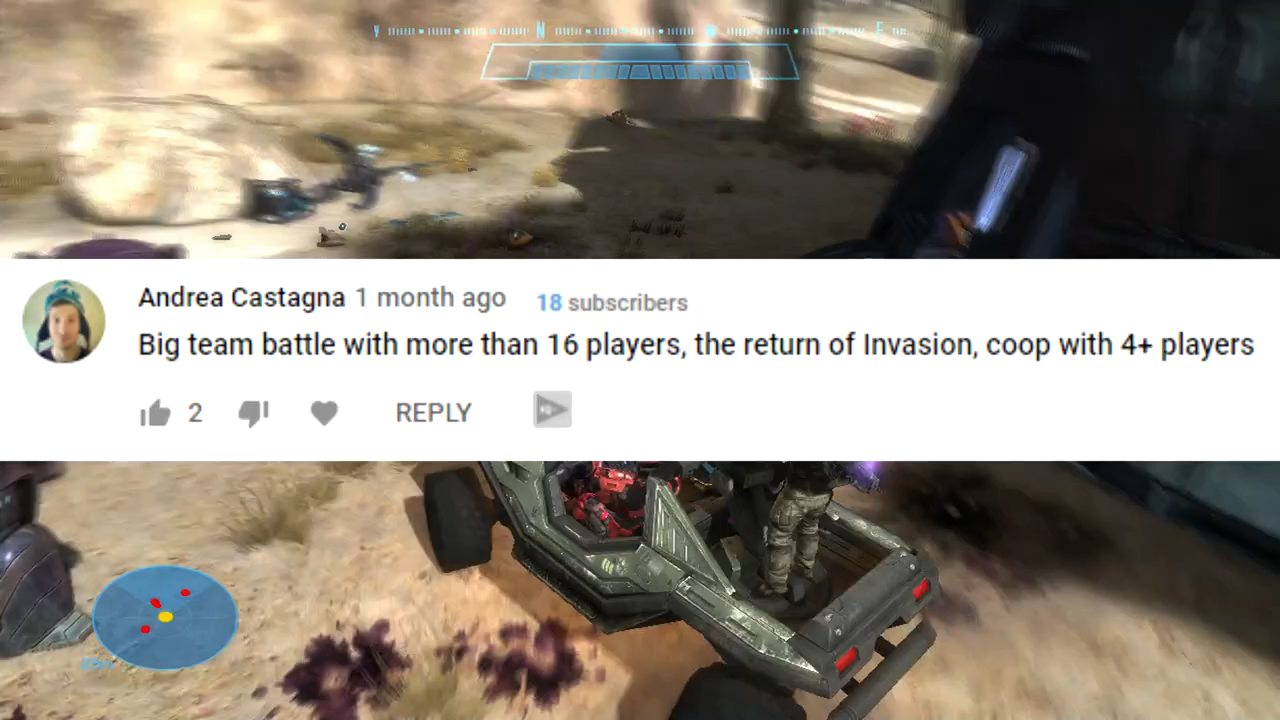 N
E
Andrea Castagna 1 month ago 18 subscribers
Big team battle with more than 16 players, the return of Invasion, coop with 4+ players
2
REPLY